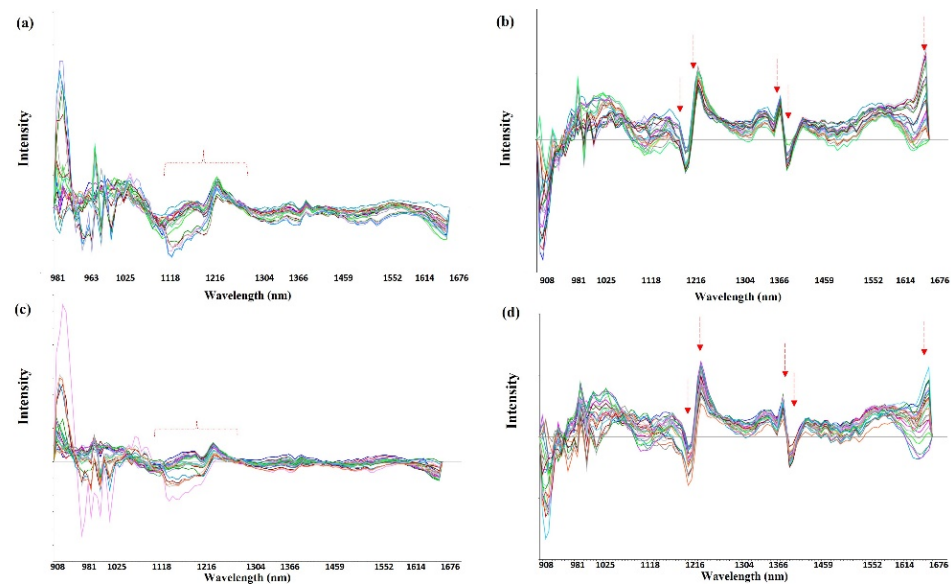 (a)
Intensity
981 963 1025 1118 1216 1304 1366 1459 1552 1614 1676
Wavelength (nm)
(b)
Intensity
908 981 1025 1118 1216 1304 1366 1459 1552 1614 1676
Wavelength (nm)
(c)
Intensity
908 981 1025 1118 1216 1304 1366 1459 1552 1614 1676
Wavelength (nm)
(d)
Intensity
908 981 1025 1118 1216 1304 1366 1459 1552 1614 1676
Wavelength (nm)